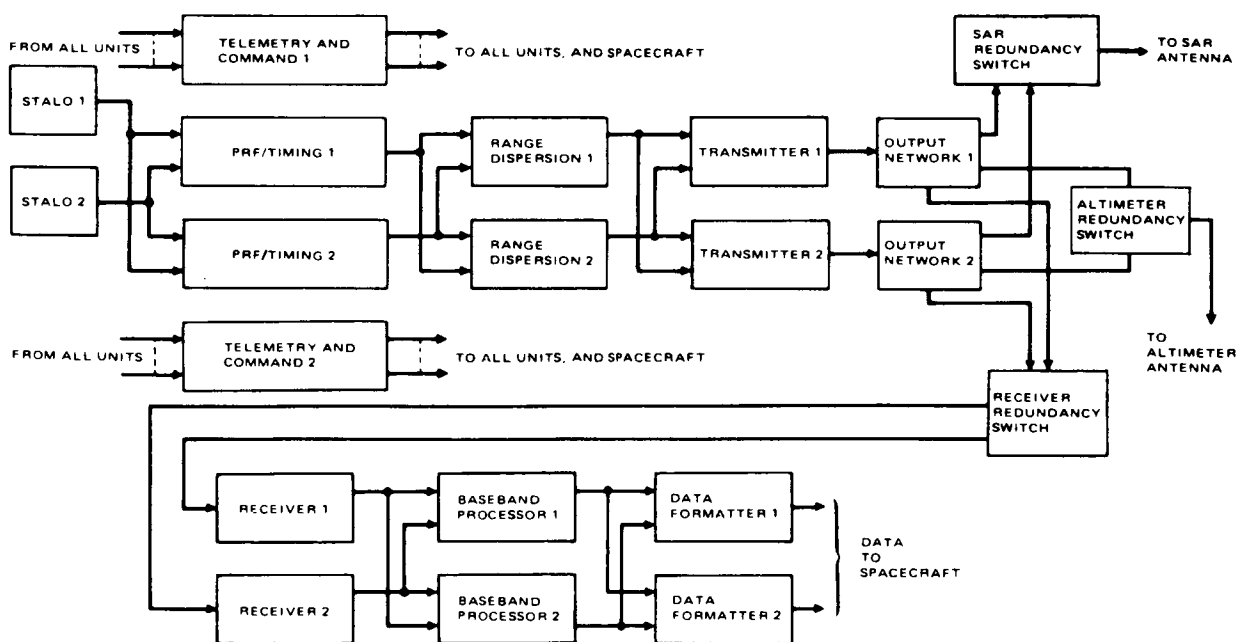 FROM ALL UNITS
TELEMETRY AND
COMMAND 1
TO ALL UNITS, AND SPACECRAFT
SAR
REDUNDANCY
SWITCH
TO SAR
ANTENNA
STALO 1
PRF/TIMING 1
RANGE
DISPERSION 1
TRANSMITTER 1
OUTPUT
NETWORK 1
STALO 2
ALTIMETER
REDUNDANCY
SWITCH
PRF/TIMING 2
RANGE
DISPERSION 2
TRANSMITTER 2
OUTPUT
NETWORK 2
FROM ALL UNITS
TELEMETRY AND
COMMAND 2
TO ALL UNITS, AND SPACECRAFT
TO
ALTIMETER
ANTENNA
RECEIVER
REDUNDANCY
SWITCH
RECEIVER 1
BASEBAND
PROCESSOR 1
DATA
FORMATTER 1
DATA
TO
SPACECRAFT
RECEIVER 2
BASEBAND
PROCESSOR 2
DATA
FORMATTER 2